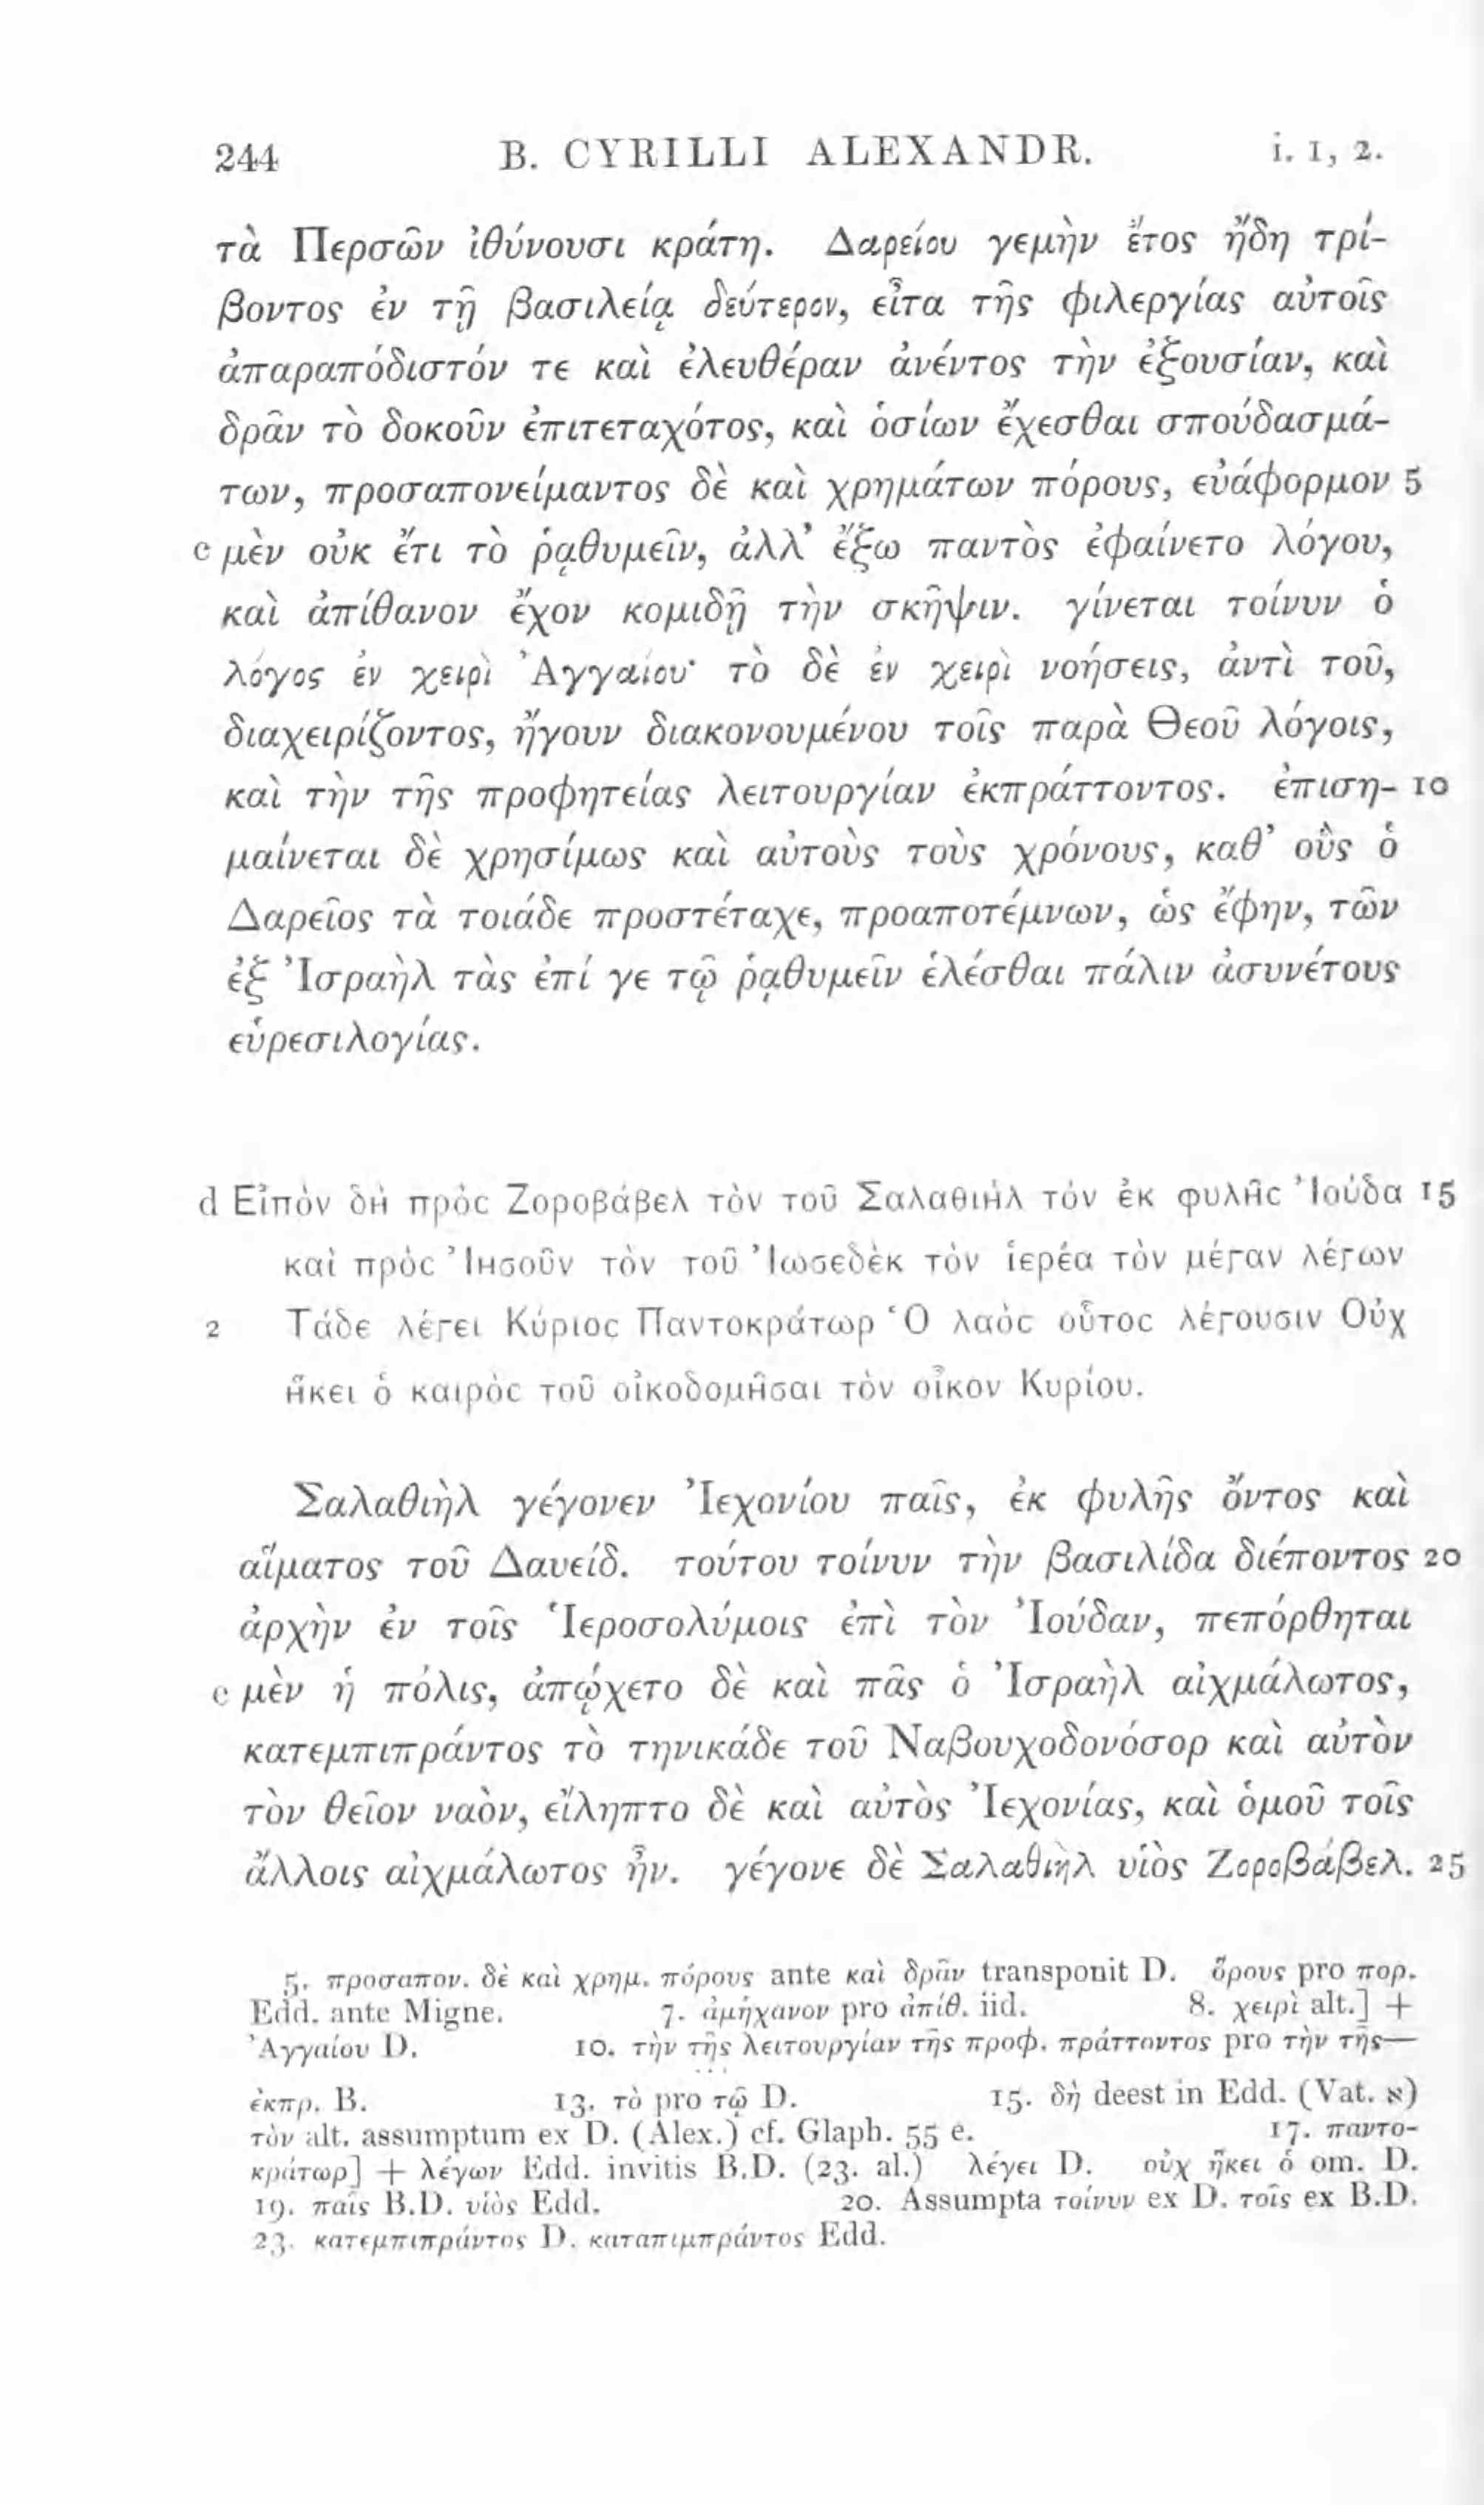 244 B. CYRILLI ALEXANDR. i. 1, 2.
τὰ Περσῶν ἰθύνουσι κράτη. Δαρείου γεμὴν ἔτος ἤδη τρί-
βοντος ἐν τῇ βασιλείᾳ δεύτερον, εἶτα τῆς φιλεργίας αὐτοῖς
ἀπαραπόδιστόν τε καὶ ἐλευθέραν ἀνέντος τὴν ἐξουσίαν, καὶ
δρᾶν τὸ δοκοῦν ἐπιτεταχότος, καὶ ὁσίων ἔχεσθαι σπουδασμά-
των, προσαπονείμαντος δὲ καὶ χρημάτων πόρους, εὐάφορμον 5
c μὲν οὐκ ἔτι τὸ ῥᾳθυμεῖν, ἀλλ’ ἔξω παντὸς ἐφαίνετο λόγου,
καὶ ἀπίθανον ἔχον κομιδῇ τὴν σκῆψιν. γίνεται τοίνυν ὁ
λόγος ἐν χειρὶ Ἀγγαίου· τὸ δὲ ἐν χειρὶ νοήσεις, ἀντὶ τοῦ,
διαχειρίζοντος, ἤγουν διακονουμένου τοῖς παρὰ Θεοῦ λόγοις,
καὶ τὴν τῆς προφητείας λειτουργίαν ἐκπράττοντος. ἐπιση- 10
μαίνεται δὲ χρησίμως καὶ αὐτοὺς τοὺς χρόνους, καθ’ οὓς ὁ
Δαρεῖος τὰ τοιάδε προστέταχε, προαποτέμνων, ὡς ἔφην, τῶν
ἐξ Ἰσραὴλ τὰς ἐπί γε τῷ ῥᾳθυμεῖν ἑλέσθαι πάλιν ἀσυνέτους
εὑρεσιλογίας.
d Εἶπὸν δὴ πρὸς Ζοροβάβελ τὸν τοῦ Σαλαθιὴλ τὸν ἐκ φυλῆς Ἰούδα 15
καὶ πρὸς Ἰησοῦν τὸν τοῦ Ἰωσεδὲκ τὸν ἱερέα τὸν μέγαν λέγων
2 Τάδε λέγει Κύριος Παντοκράτωρ Ὁ λαὸς οὗτος λέγουσιν Οὐχ
ἥκει ὁ καιρὸς τοῦ οἰκοδομῆσαι τὸν οἶκον Κυρίου.
Σαλαθιὴλ γέγονεν Ἰεχονίου παῖς, ἐκ φυλῆς ὄντος καὶ
αἵματος τοῦ Δαυείδ. τούτου τοίνυν τὴν βασιλίδα διέποντος 20
ἀρχὴν ἐν τοῖς Ἱεροσολύμοις ἐπὶ τὸν Ἰούδαν, πεπόρθηται
e μὲν ἡ πόλις, ἀπῴχετο δὲ καὶ πᾶς ὁ Ἰσραὴλ αἰχμάλωτος,
κατεμπιπράντος τὸ τηνικάδε τοῦ Ναβουχοδονόσορ καὶ αὐτὸν
τὸν θεῖον ναὸν, εἴληπτο δὲ καὶ αὐτὸς Ἰεχονίας, καὶ ὁμοῦ τοῖς
ἄλλοις αἰχμάλωτος ἦν. γέγονε δὲ Σαλαθιὴλ υἱὸς Ζοροβάβελ. 25
5. προσαπον. δὲ καὶ χρημ. πόρους ante καὶ δρᾶν transponit D. ὅρους pro πορ.
Edd. ante Migne. 7. ἀμήχανον pro ἀπίθ. iid. 8. χειρὶ alt.] +
Ἀγγαίου D. 10. τὴν τῆς λειτουργίαν τῆς προφ. πράττοντος pro τὴν τῆς—
ἐκπρ. B. 13. τὸ pro τῷ D. 15. δὴ deest in Edd. (Vat. א)
τὸν alt. assumptum ex D. (Alex.) cf. Glaph. 55 e. 17. παντο-
κράτωρ] + λέγων Edd. invitis B.D. (23. al.) λέγει D. οὐχ ἥκει ὁ om. D.
19. παῖς B.D. υἱὸς Edd. 20. Assumpta τοίνυν ex D. τοῖς ex B.D.
23. κατεμπιπράντος D. καταπιμπράντος Edd.